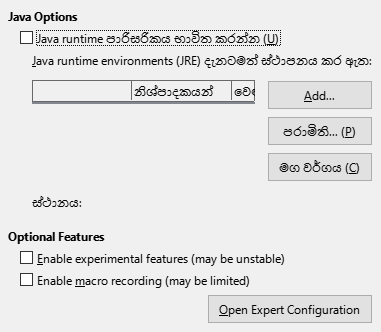 Java Options
Java runtime පාරිසරිකය භාවිත කරන්න (U)
Java runtime environments (JRE) දැනටමත් ස්ථාපනය කර ඇත:
නිශ්පාදකයන්
Add...
පරාමිති... (P)
මග වර්ගය (C)
ස්ථානය:
Optional Features
Enable experimental features (may be unstable)
Enable macro recording (may be limited)
Open Expert Configuration